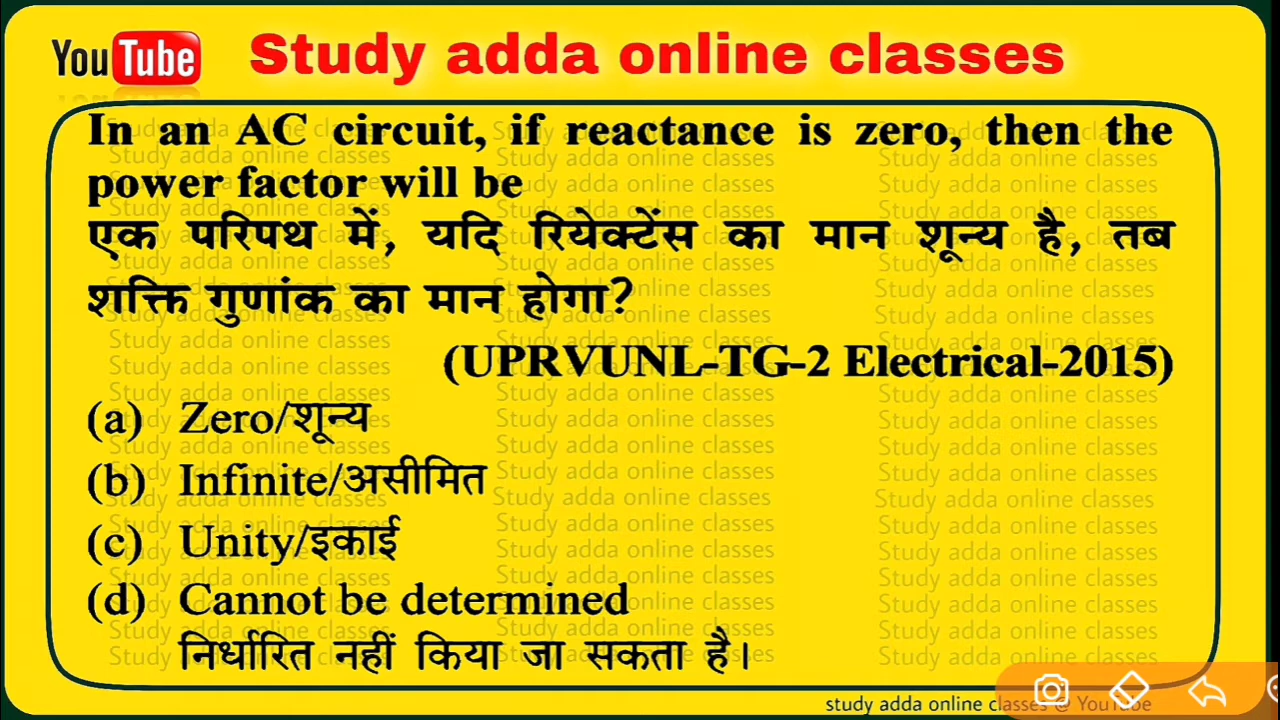 YouTube Study adda online classes
In an AC circuit, if reactance is zero, then the
power factor will be
एक परिपथ में, यदि रियेक्टेंस का मान शून्य है, तब
शक्ति गुणांक का मान होगा?
(UPRVUNL-TG-2 Electrical-2015)
(a) Zero/शून्य
(b) Infinite/असीमित
(c) Unity/इकाई
(d) Cannot be determined
निर्धारित नहीं किया जा सकता है।
study adda online classes @ YouTube